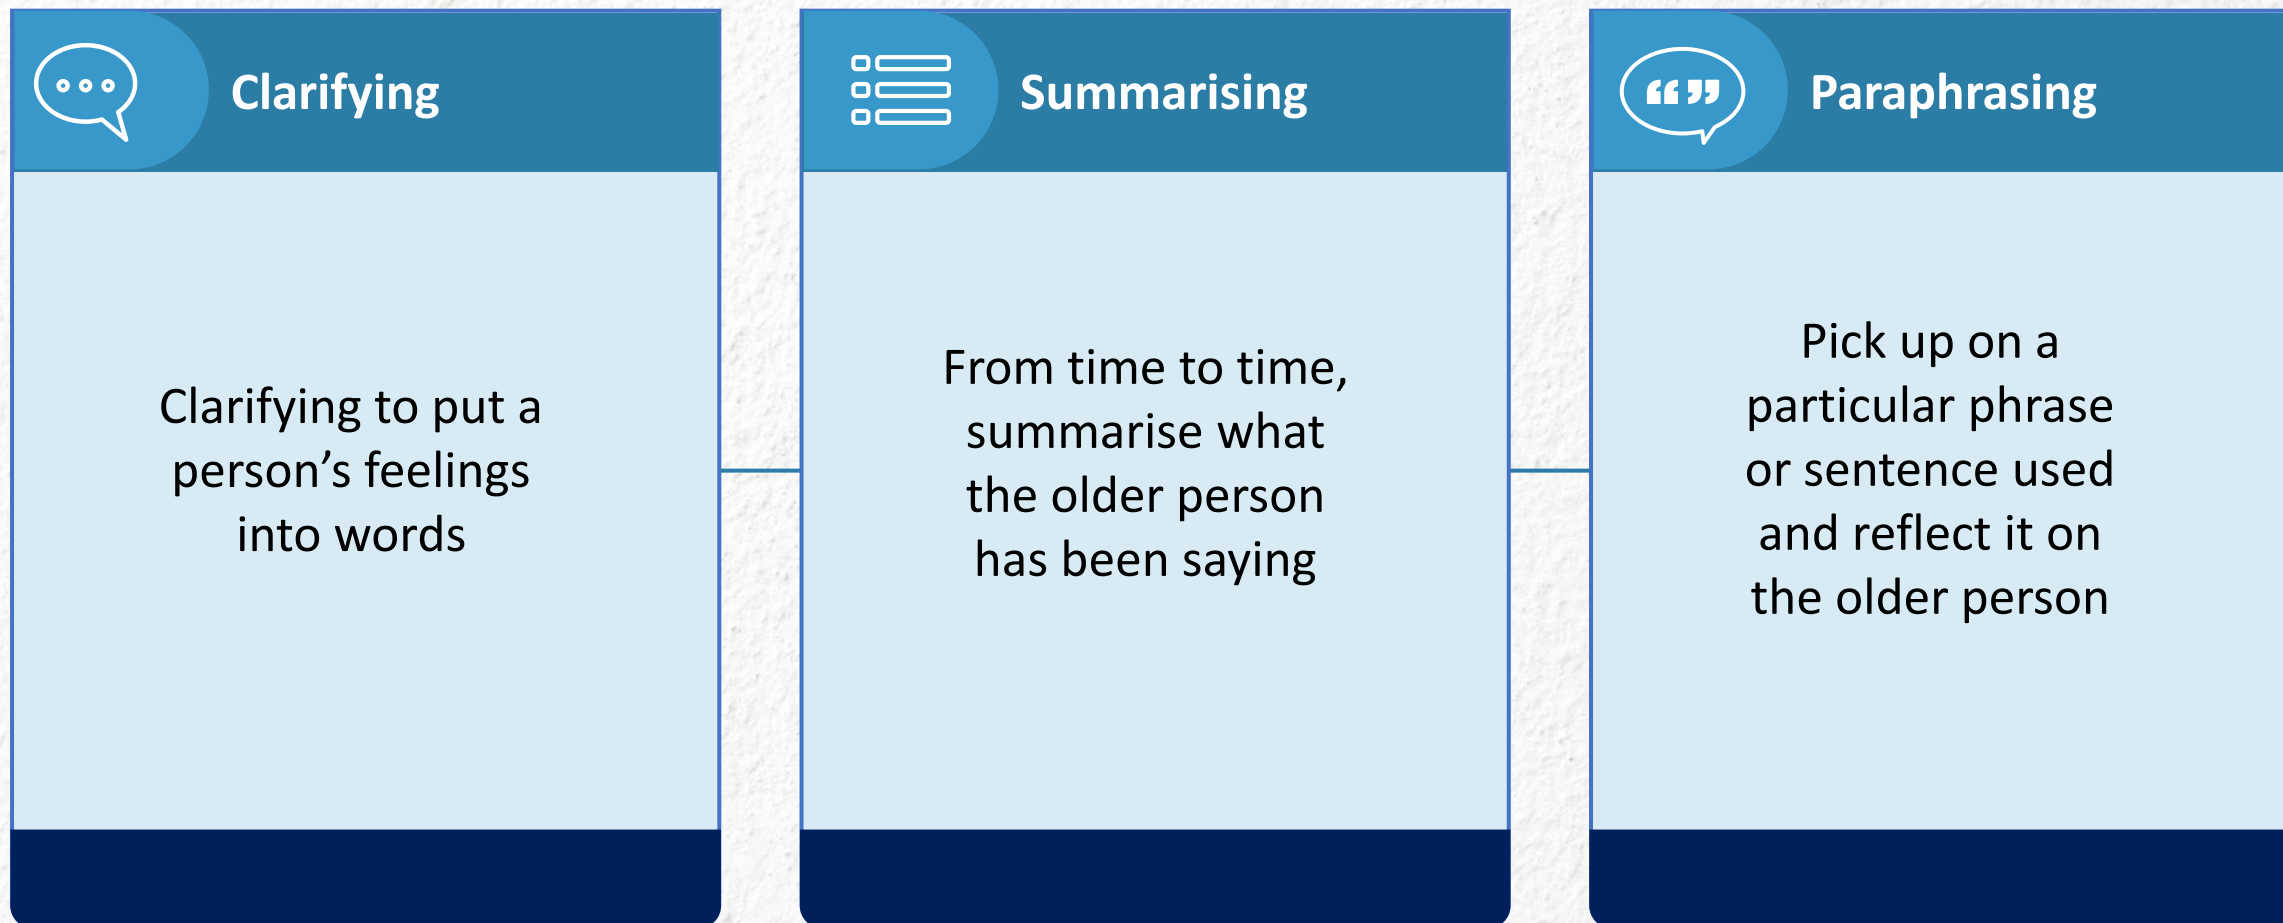 Clarifying
Clarifying to put a
person’s feelings
into words
Summarising
From time to time,
summarise what
the older person
has been saying
Paraphrasing
Pick up on a
particular phrase
or sentence used
and reflect it on
the older person